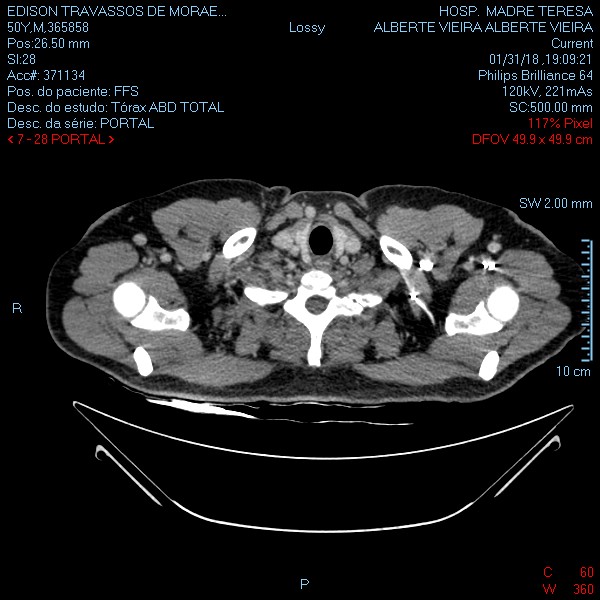 EDISON TRAVASSOS DE MORAE...
50Y,M,365858
Pos:26.50 mm
SI:28
Acc#: 371134
Pos. do paciente: FFS
Desc. do estudo: Tórax ABD TOTAL
Desc. da série: PORTAL
< 7 - 28 PORTAL >
Lossy
HOSP. MADRE TERESA
ALBERTE VIEIRA ALBERTE VIEIRA
Current
01/31/18 ,19:09:21
Philips Brilliance 64
120kV, 221mAs
SC:500.00 mm
117% Pixel
DFOV 49.9 x 49.9 cm
SW 2.00 mm
R
10 cm
P
C 60
W 360